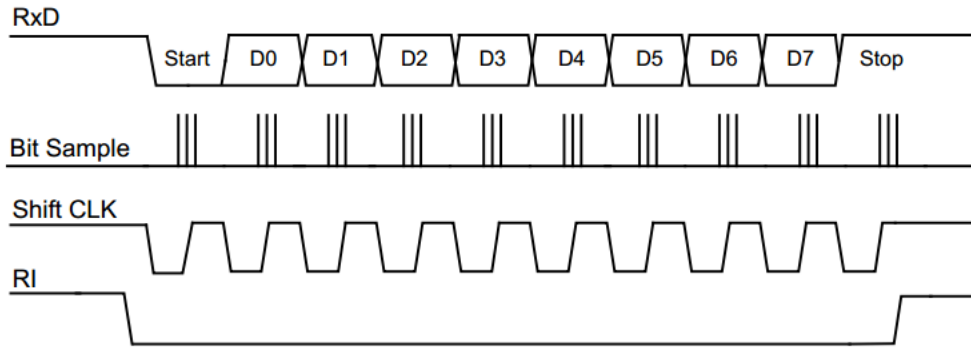 RxD
Start D0 D1 D2 D3 D4 D5 D6 D7 Stop
Bit Sample
Shift CLK
RI